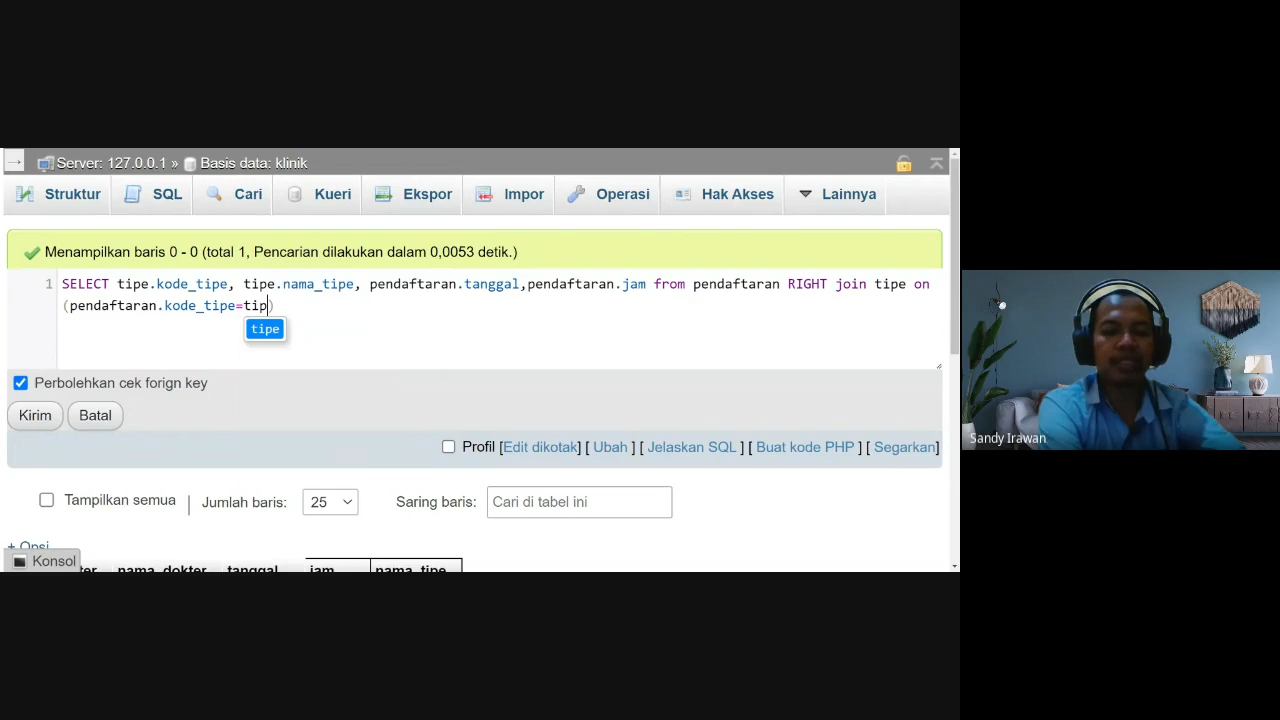 Server: 127.0.0.1 » Basis data: klinik
Struktur SQL Cari Kueri Ekspor Impor Operasi Hak Akses Lainnya
Menampilkan baris 0 - 0 (total 1, Pencarian dilakukan dalam 0,0053 detik.)
1 SELECT tipe.kode_tipe, tipe.nama_tipe, pendaftaran.tanggal,pendaftaran.jam from pendaftaran RIGHT join tipe on
(pendaftaran.kode_tipe=tip)
tipe
Perbolehkan cek forign key
Kirim Batal
Profil [Edit dikotak] [ Ubah ] [ Jelaskan SQL ] [ Buat kode PHP ] [ Segarkan]
Tampilkan semua Jumlah baris: 25 Saring baris: Cari di tabel ini
+ Opsi
Konsol
nama_dokter tanggal jam nama_tipe
Sandy Irawan